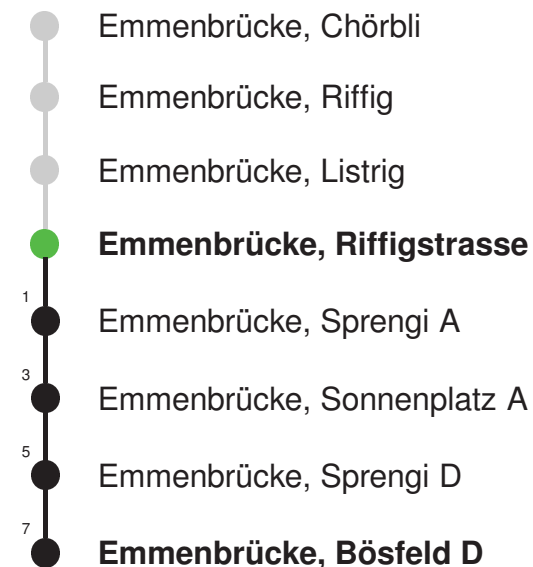 Emmenbrücke, Chörbli
Emmenbrücke, Riffig
Emmenbrücke, Listrig
Emmenbrücke, Riffigstrasse
1 Emmenbrücke, Sprengi A
3 Emmenbrücke, Sonnenplatz A
5 Emmenbrücke, Sprengi D
7 Emmenbrücke, Bösfeld D